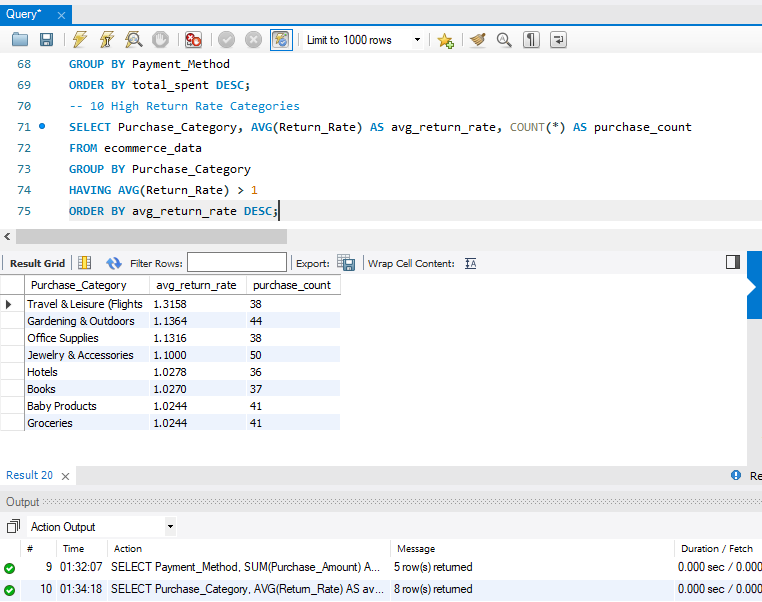 Query*
Limit to 1000 rows
68 GROUP BY Payment_Method
69 ORDER BY total_spent DESC;
70 -- 10 High Return Rate Categories
71 SELECT Purchase_Category, AVG(Return_Rate) AS avg_return_rate, COUNT(*) AS purchase_count
72 FROM ecommerce_data
73 GROUP BY Purchase_Category
74 HAVING AVG(Return_Rate) > 1
75 ORDER BY avg_return_rate DESC;
Result Grid Filter Rows: Export: Wrap Cell Content:
Purchase_Category avg_return_rate purchase_count
Travel & Leisure (Flights 1.3158 38
Gardening & Outdoors 1.1364 44
Office Supplies 1.1316 38
Jewelry & Accessories 1.1000 50
Hotels 1.0278 36
Books 1.0270 37
Baby Products 1.0244 41
Groceries 1.0244 41
Result 20 Re
Output
Action Output
# Time Action Message Duration / Fetch
9 01:32:07 SELECT Payment_Method, SUM(Purchase_Amount) A... 5 row(s) returned 0.000 sec / 0.000
10 01:34:18 SELECT Purchase_Category, AVG(Return_Rate) AS av... 8 row(s) returned 0.000 sec / 0.000